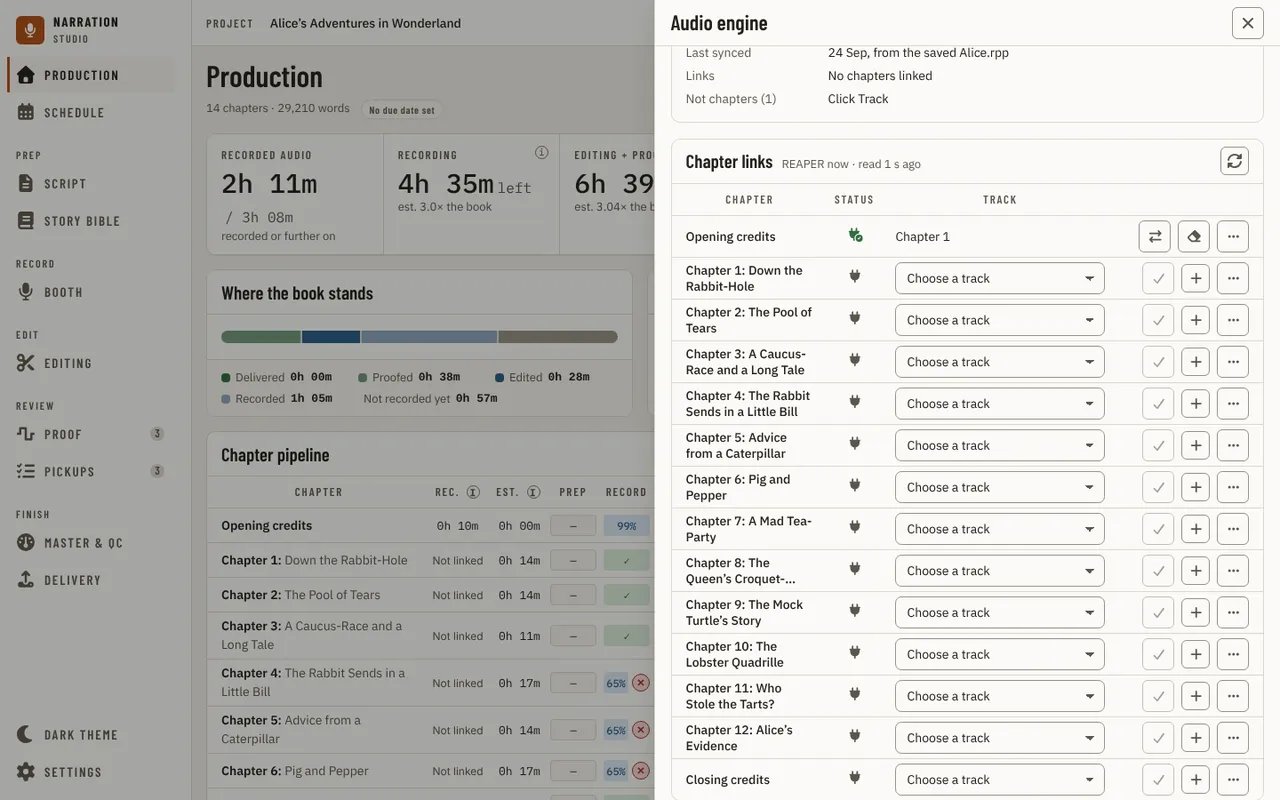 NARRATION
STUDIO
PRODUCTION
SCHEDULE
PREP
SCRIPT
STORY BIBLE
RECORD
BOOTH
EDIT
EDITING
REVIEW
PROOF 3
PICKUPS 3
FINISH
MASTER & QC
DELIVERY
DARK THEME
SETTINGS
PROJECT Alice’s Adventures in Wonderland
Production
14 chapters · 29,210 words No due date set
RECORDED AUDIO
2h 11m
/ 3h 08m
recorded or further on
RECORDING
4h 35m left
est. 3.0× the book
EDITING + PRO
6h 39
est. 3.04× the b
Where the book stands
Delivered 0h 00m Proofed 0h 38m Edited 0h 28m
Recorded 1h 05m Not recorded yet 0h 57m
Chapter pipeline
CHAPTER REC. EST. PREP RECORD
Opening credits 0h 10m 0h 00m – 99%
Chapter 1: Down the Rabbit-Hole Not linked 0h 14m – ✓
Chapter 2: The Pool of Tears Not linked 0h 14m – ✓
Chapter 3: A Caucus-Race and a
Long Tale Not linked 0h 11m – ✓
Chapter 4: The Rabbit Sends in a
Little Bill Not linked 0h 17m – 65%
Chapter 5: Advice from a
Caterpillar Not linked 0h 14m – 65%
Chapter 6: Pig and Pepper Not linked 0h 17m – 65%
Audio engine
Last synced 24 Sep, from the saved Alice.rpp
Links No chapters linked
Not chapters (1) Click Track
Chapter links REAPER now · read 1 s ago
CHAPTER STATUS TRACK
Opening credits Chapter 1
Chapter 1: Down the
Rabbit-Hole
Choose a track
Chapter 2: The Pool of
Tears
Choose a track
Chapter 3: A Caucus-
Race and a Long Tale
Choose a track
Chapter 4: The Rabbit
Sends in a Little Bill
Choose a track
Chapter 5: Advice
from a Caterpillar
Choose a track
Chapter 6: Pig and
Pepper
Choose a track
Chapter 7: A Mad Tea-
Party
Choose a track
Chapter 8: The
Queen’s Croquet-…
Choose a track
Chapter 9: The Mock
Turtle’s Story
Choose a track
Chapter 10: The
Lobster Quadrille
Choose a track
Chapter 11: Who
Stole the Tarts?
Choose a track
Chapter 12: Alice’s
Evidence
Choose a track
Closing credits
Choose a track